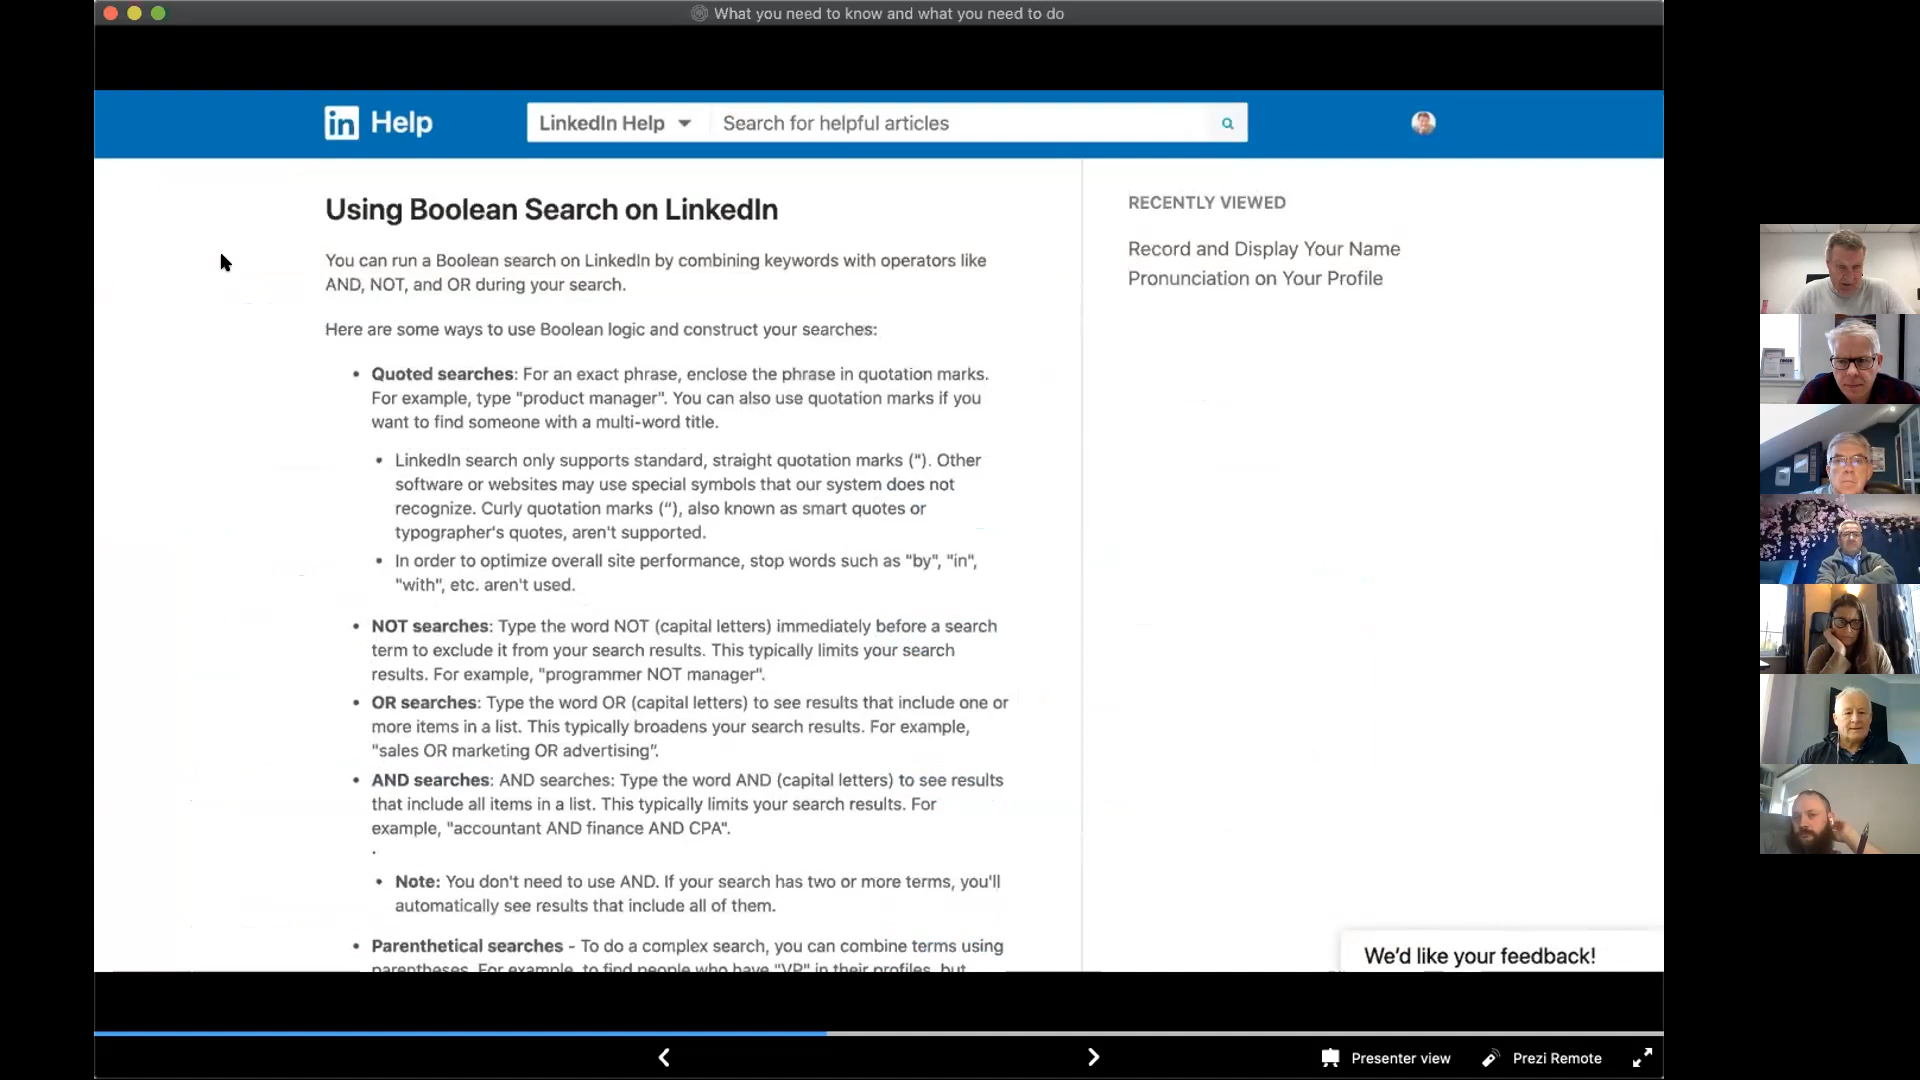 What you need to know and what you need to do
in Help
LinkedIn Help
Search for helpful articles
Using Boolean Search on LinkedIn
You can run a Boolean search on LinkedIn by combining keywords with operators like
AND, NOT, and OR during your search.
Here are some ways to use Boolean logic and construct your searches:
• Quoted searches: For an exact phrase, enclose the phrase in quotation marks.
For example, type "product manager". You can also use quotation marks if you
want to find someone with a multi-word title.
• LinkedIn search only supports standard, straight quotation marks ("). Other
software or websites may use special symbols that our system does not
recognize. Curly quotation marks (“), also known as smart quotes or
typographer's quotes, aren't supported.
• In order to optimize overall site performance, stop words such as "by", "in",
"with", etc. aren't used.
• NOT searches: Type the word NOT (capital letters) immediately before a search
term to exclude it from your search results. This typically limits your search
results. For example, "programmer NOT manager".
• OR searches: Type the word OR (capital letters) to see results that include one or
more items in a list. This typically broadens your search results. For example,
"sales OR marketing OR advertising".
• AND searches: AND searches: Type the word AND (capital letters) to see results
that include all items in a list. This typically limits your search results. For
example, "accountant AND finance AND CPA".
.
• Note: You don't need to use AND. If your search has two or more terms, you'll
automatically see results that include all of them.
• Parenthetical searches - To do a complex search, you can combine terms using
parentheses. For example, to find people who have "VP" in their profiles, but
RECENTLY VIEWED
Record and Display Your Name
Pronunciation on Your Profile
We'd like your feedback!
Presenter view
Prezi Remote